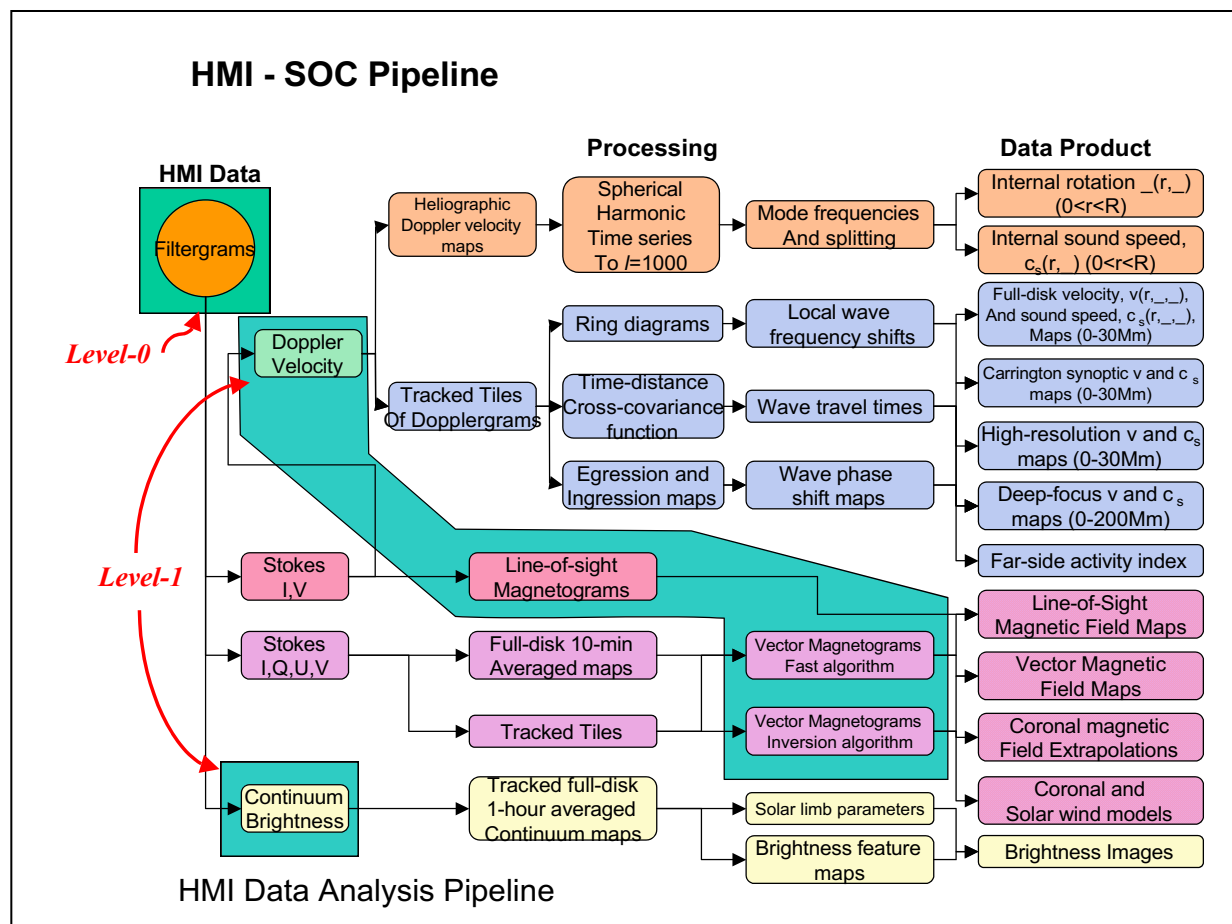 HMI - SOC Pipeline
HMI Data
Processing
Data Product
Filtergrams
Level-0
Level-1
Heliographic
Doppler velocity
maps
Spherical
Harmonic
Time series
To l=1000
Mode frequencies
And splitting
Internal rotation _(r,_)
(0<r<R)
Internal sound speed,
cs(r,_) (0<r<R)
Doppler
Velocity
Tracked Tiles
Of Dopplergrams
Ring diagrams
Local wave
frequency shifts
Time-distance
Cross-covariance
function
Wave travel times
Egression and
Ingression maps
Wave phase
shift maps
Full-disk velocity, v(r,_,_),
And sound speed, cs(r,_,_),
Maps (0-30Mm)
Carrington synoptic v and cs
maps (0-30Mm)
High-resolution v and cs
maps (0-30Mm)
Deep-focus v and cs
maps (0-200Mm)
Far-side activity index
Stokes
I,V
Line-of-sight
Magnetograms
Line-of-Sight
Magnetic Field Maps
Stokes
I,Q,U,V
Full-disk 10-min
Averaged maps
Vector Magnetograms
Fast algorithm
Vector Magnetic
Field Maps
Tracked Tiles
Vector Magnetograms
Inversion algorithm
Coronal magnetic
Field Extrapolations
Coronal and
Solar wind models
Continuum
Brightness
Tracked full-disk
1-hour averaged
Continuum maps
Solar limb parameters
Brightness feature
maps
Brightness Images
HMI Data Analysis Pipeline